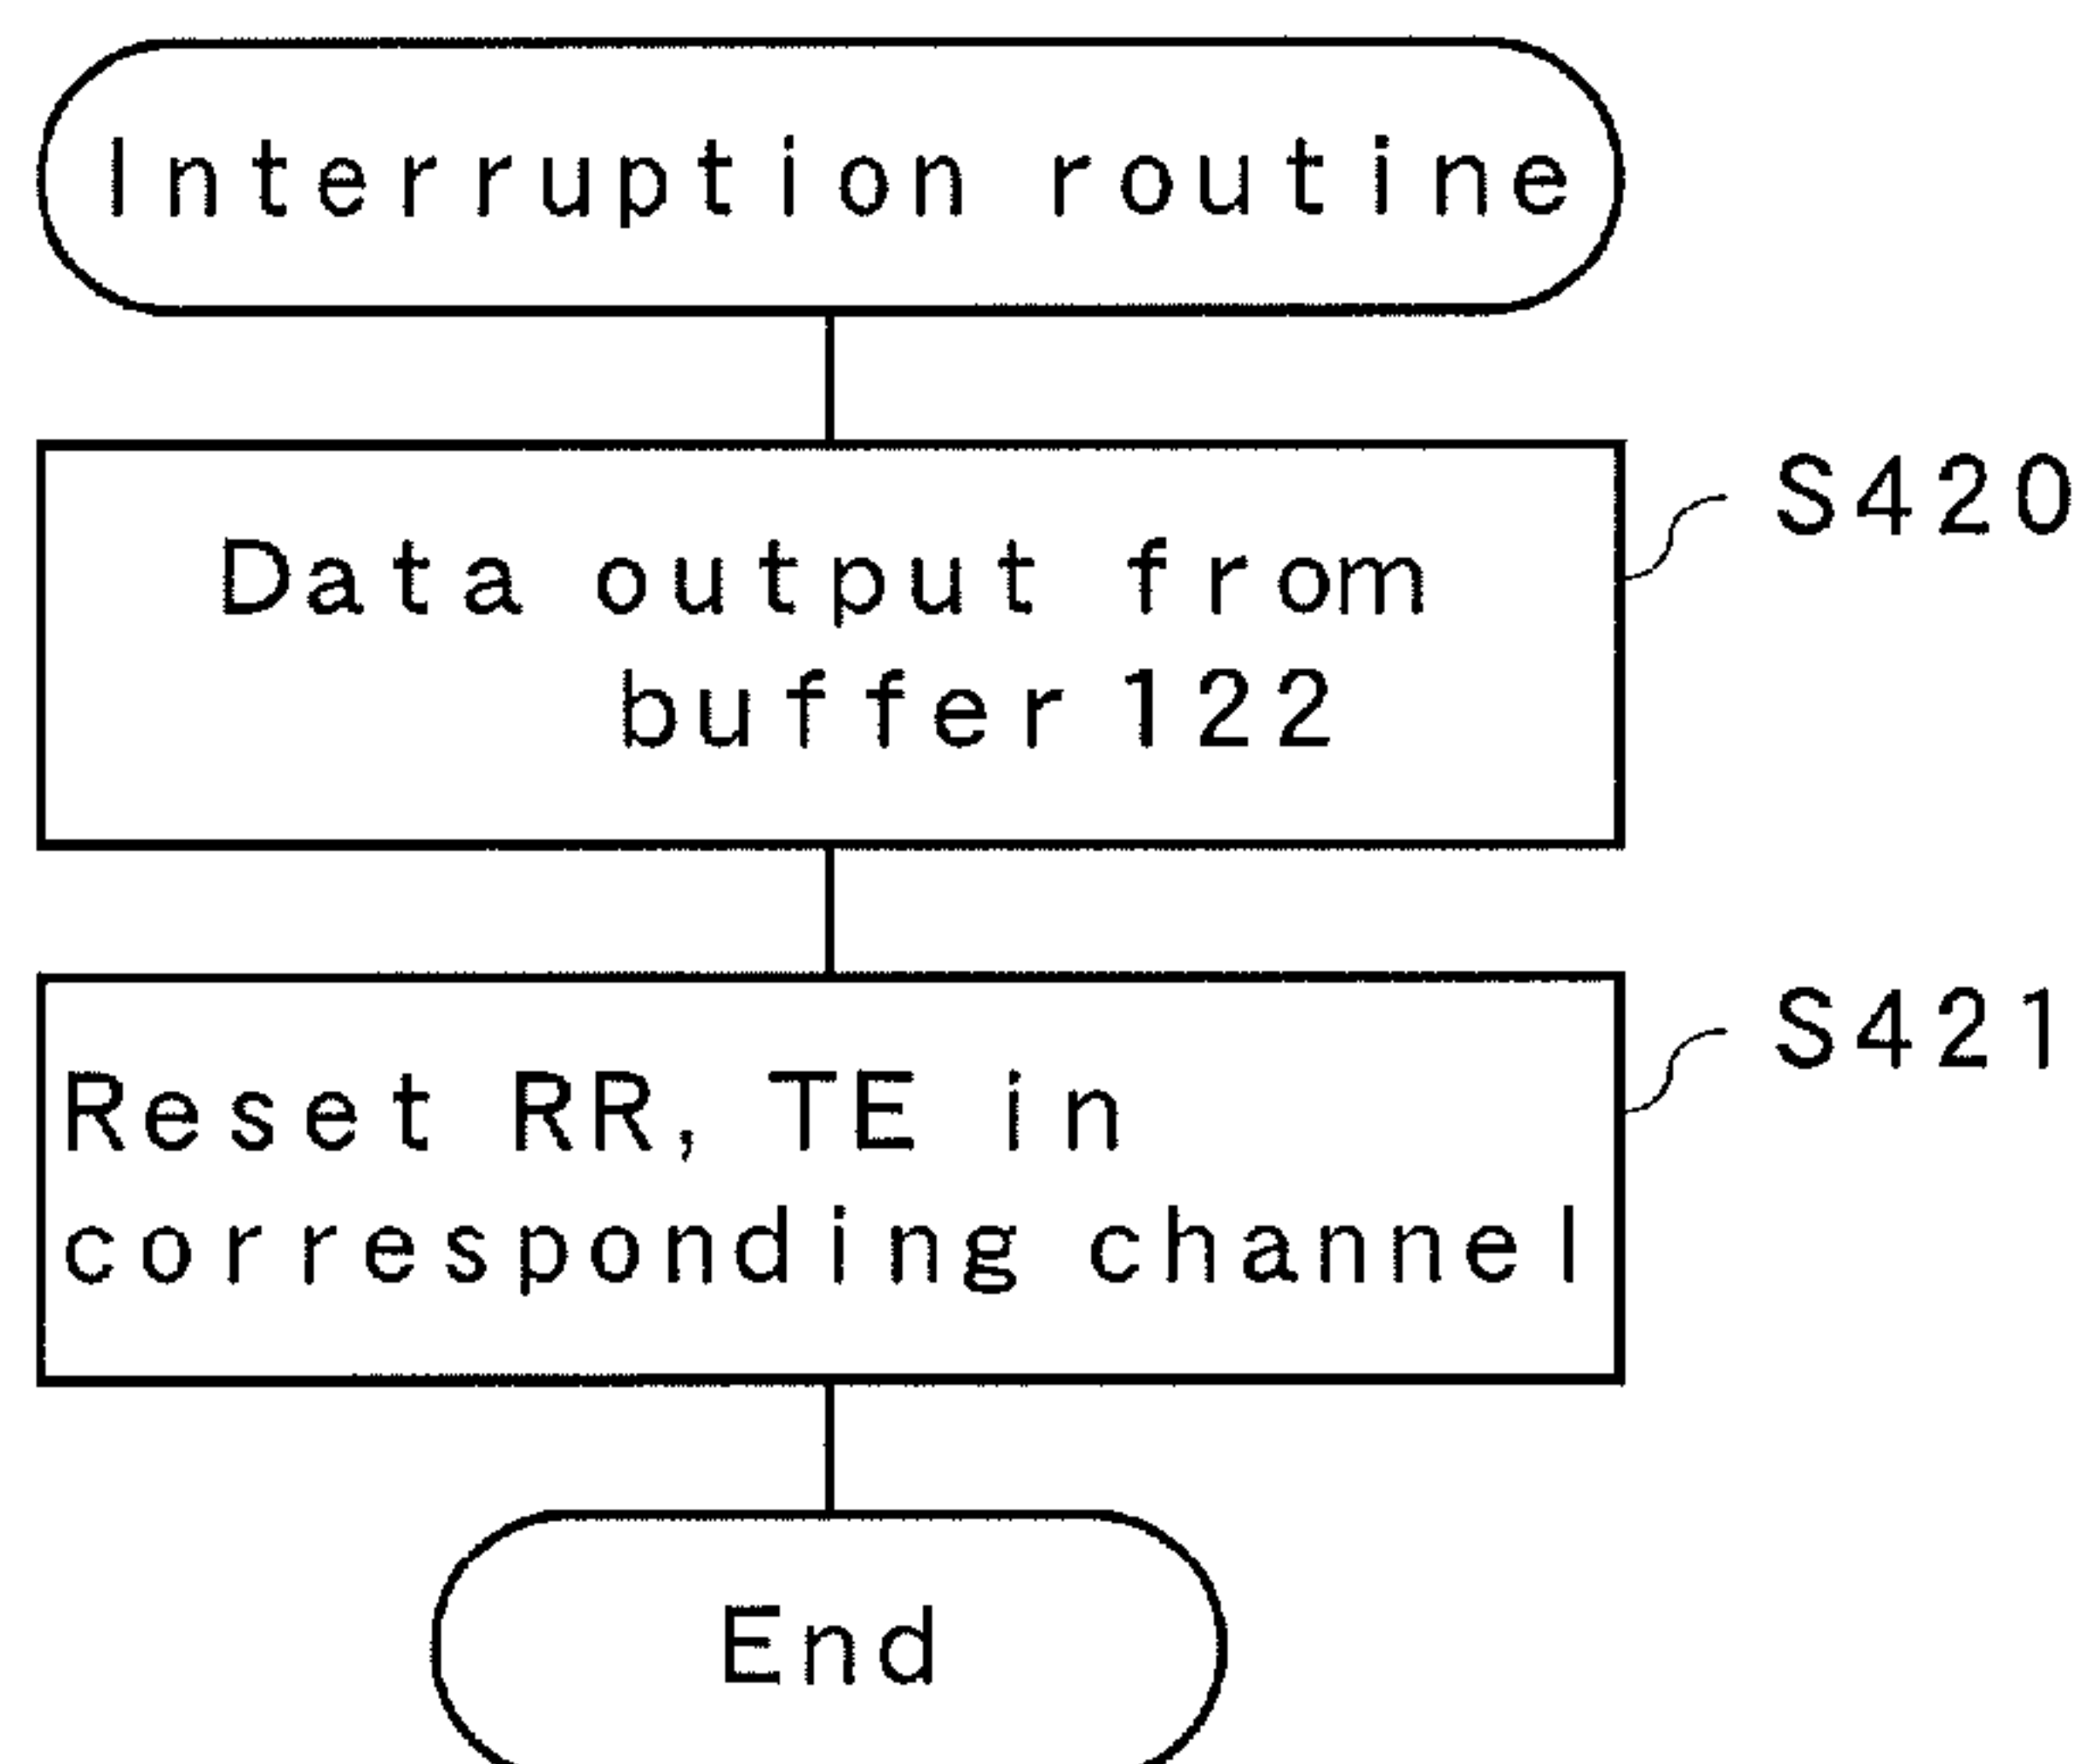 Interruption routine
S420
Data output from
buffer 122
S421
Reset RR, TE in
corresponding channel
End